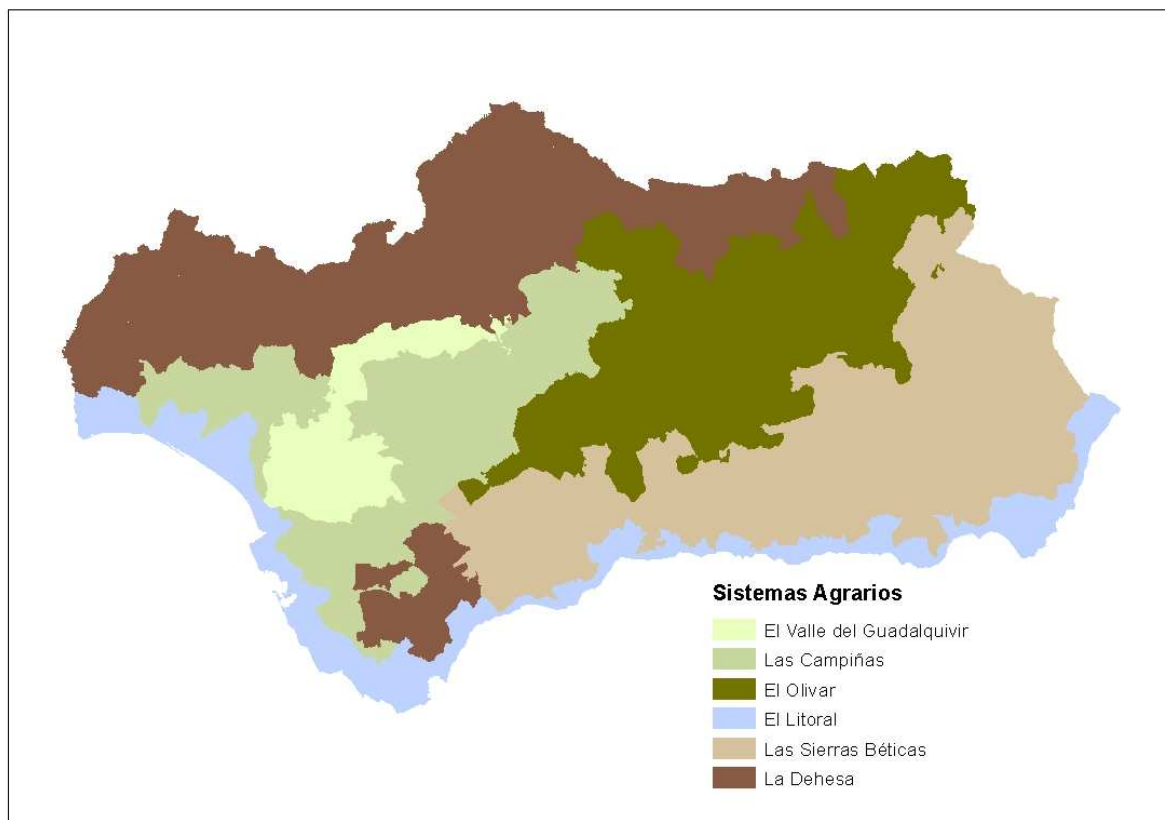 Sistemas Agrarios
El Valle del Guadalquivir
Las Campiñas
El Olivar
El Litoral
Las Sierras Béticas
La Dehesa